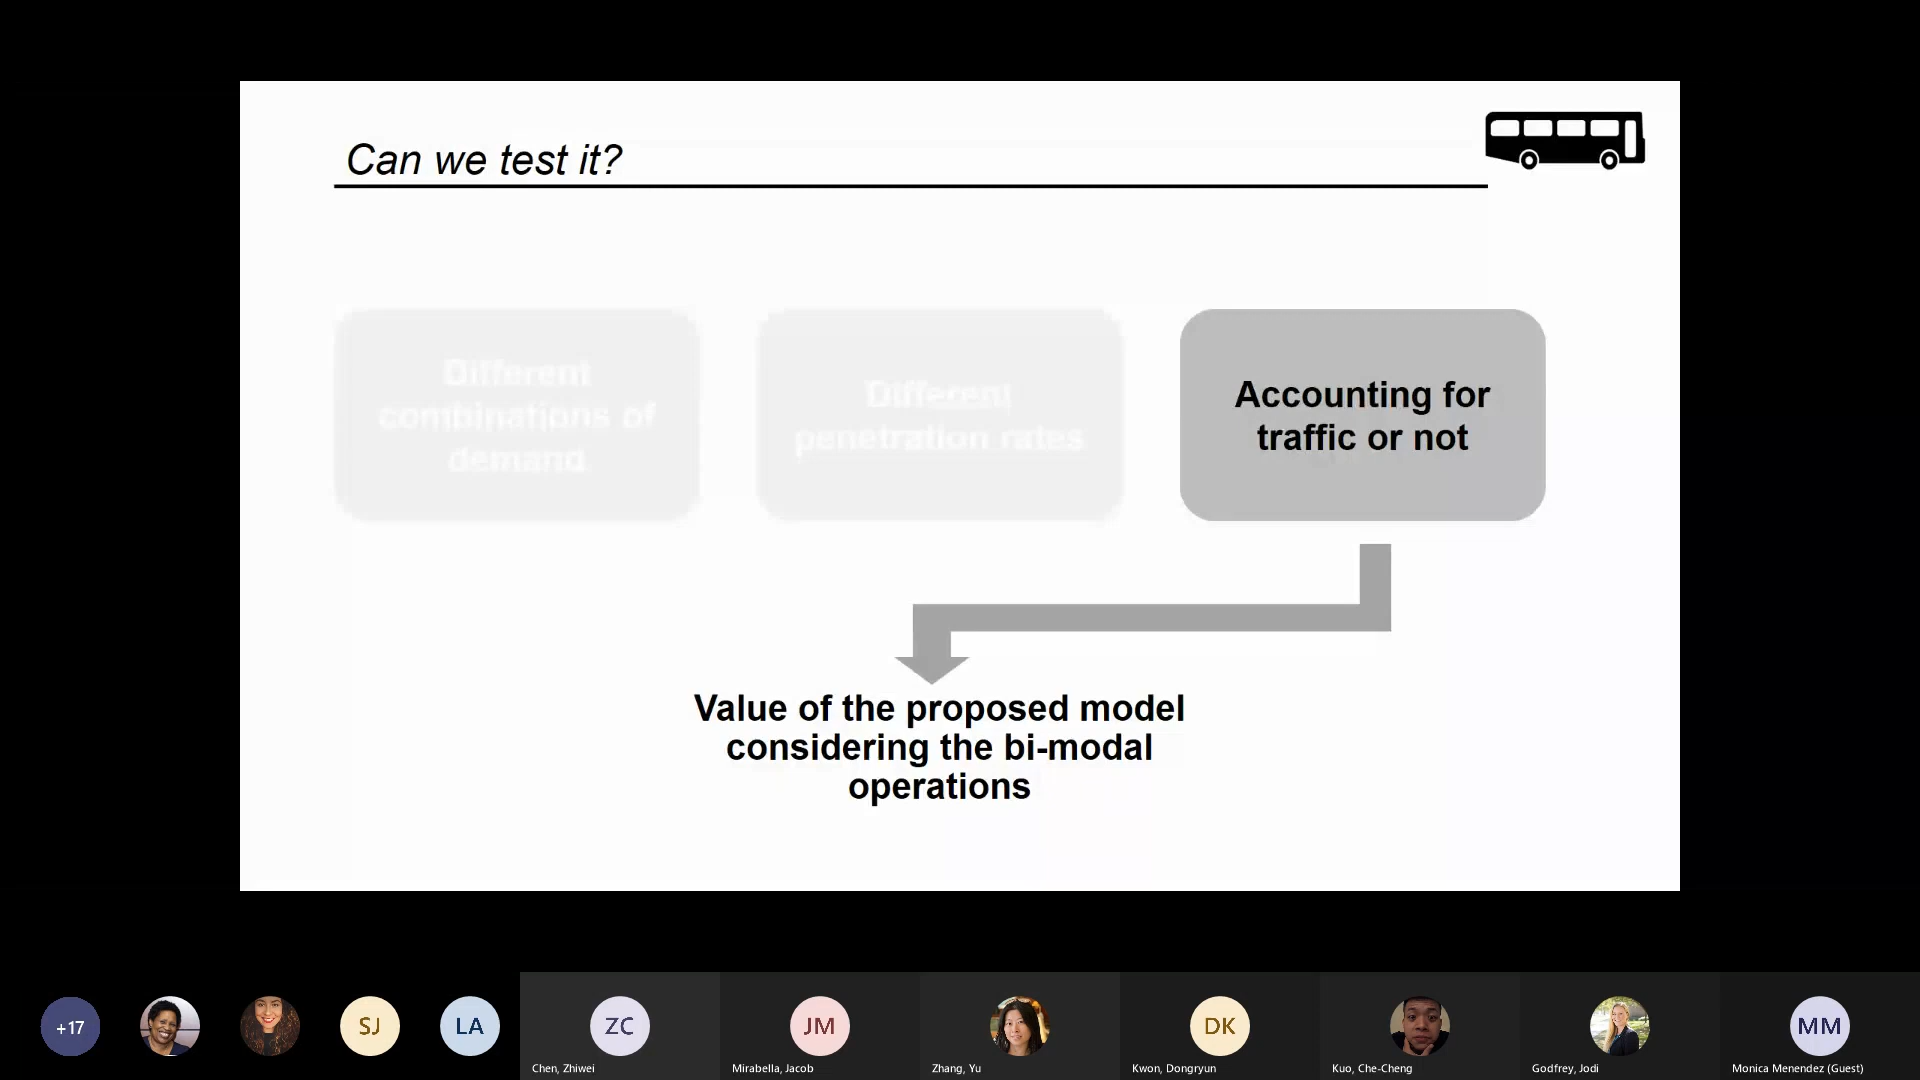 Can we test it?
Different
combinations of
demand
Different
penetration rates
Accounting for
traffic or not
Value of the proposed model
considering the bi-modal
operations
+17
SJ
LA
ZC
JM
DK
MM
Chen, Zhiwei
Mirabella, Jacob
Zhang, Yu
Kwon, Dongryun
Kuo, Che-Cheng
Godfrey, Jodi
Monica Menendez (Guest)